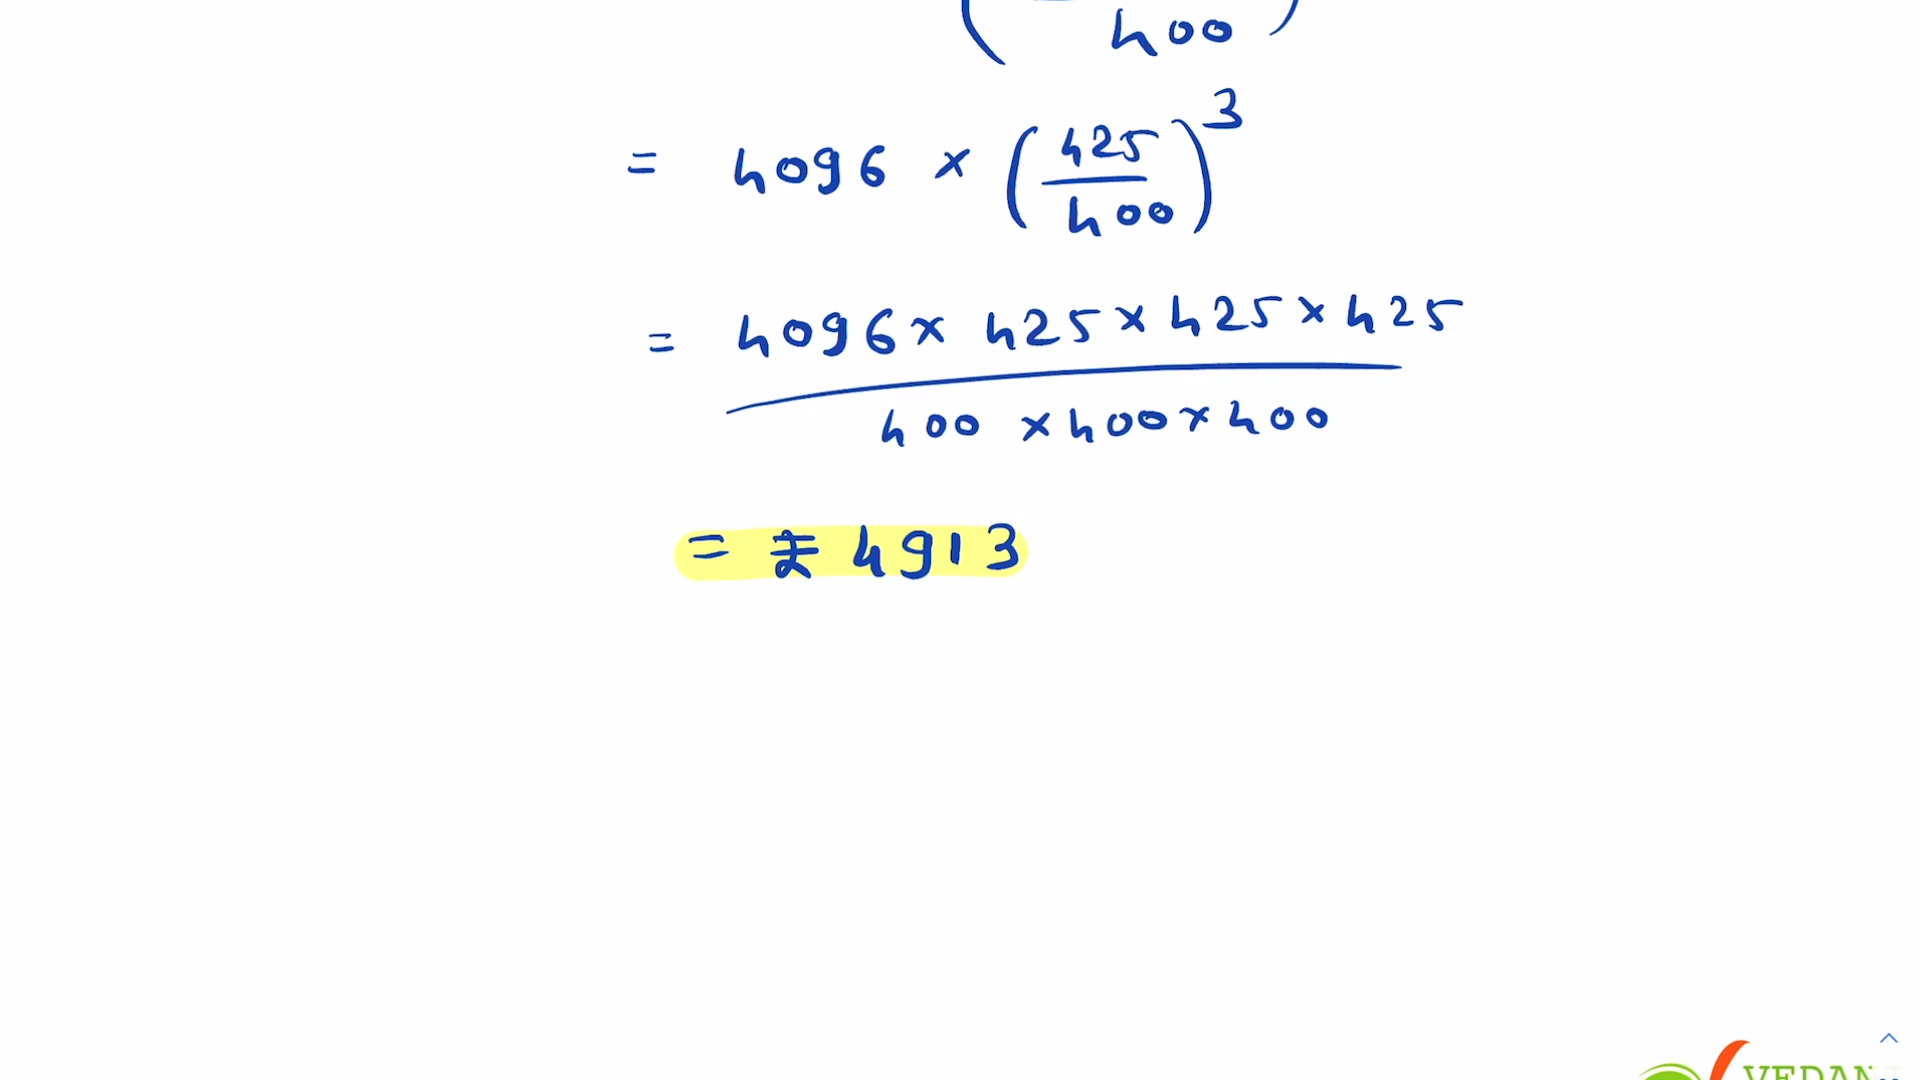 400
= 4096 × (425/400)³
= 4096 × 425 × 425 × 425
400 × 400 × 400
= ₹ 4913